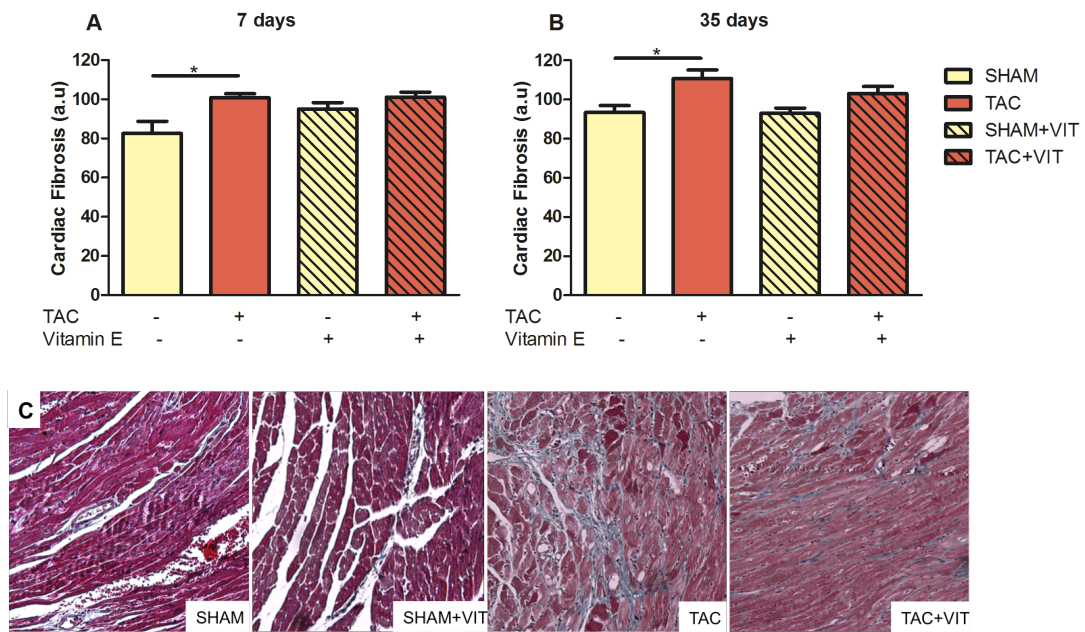 A
7 days
B
35 days
Cardiac Fibrosis (a.u)
120
100
80
60
40
20
0
*
TAC - + - +
Vitamin E - - + +
Cardiac Fibrosis (a.u)
120
100
80
60
40
20
0
*
TAC - + - +
Vitamin E - - + +
SHAM
TAC
SHAM+VIT
TAC+VIT
C
SHAM
SHAM+VIT
TAC
TAC+VIT